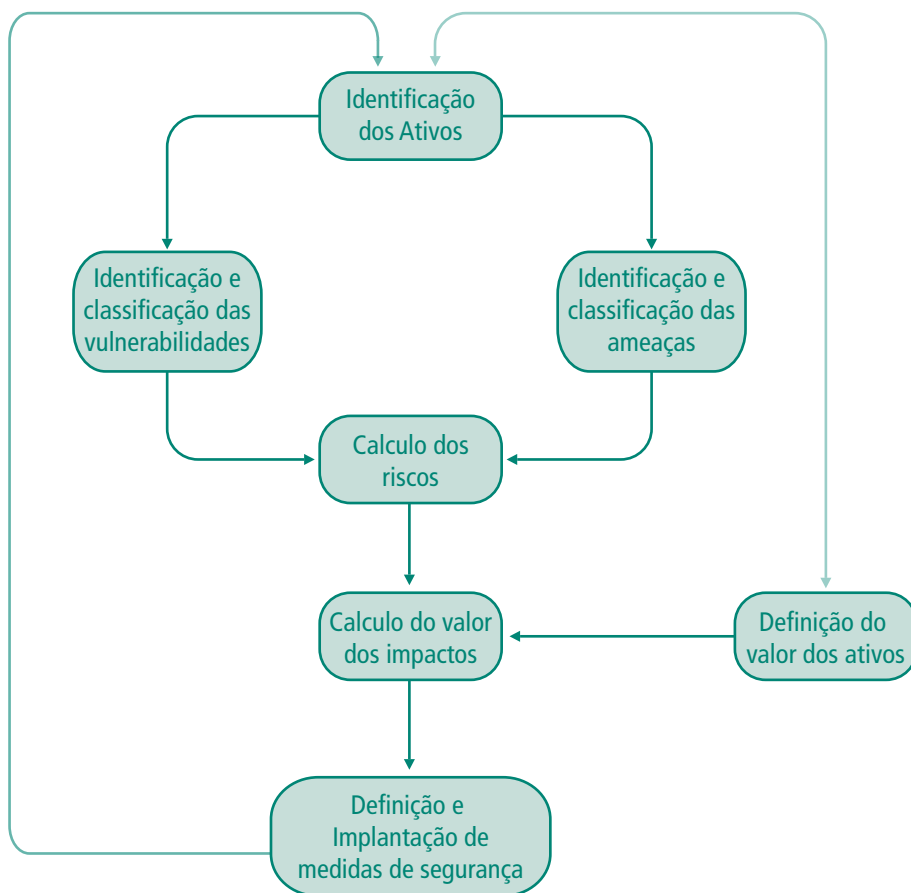 Identificação
dos Ativos
Identificação e
classificação das
vulnerabilidades
Identificação e
classificação das
ameaças
Calculo dos
riscos
Calculo do valor
dos impactos
Definição do
valor dos ativos
Definição e
Implantação de
medidas de segurança